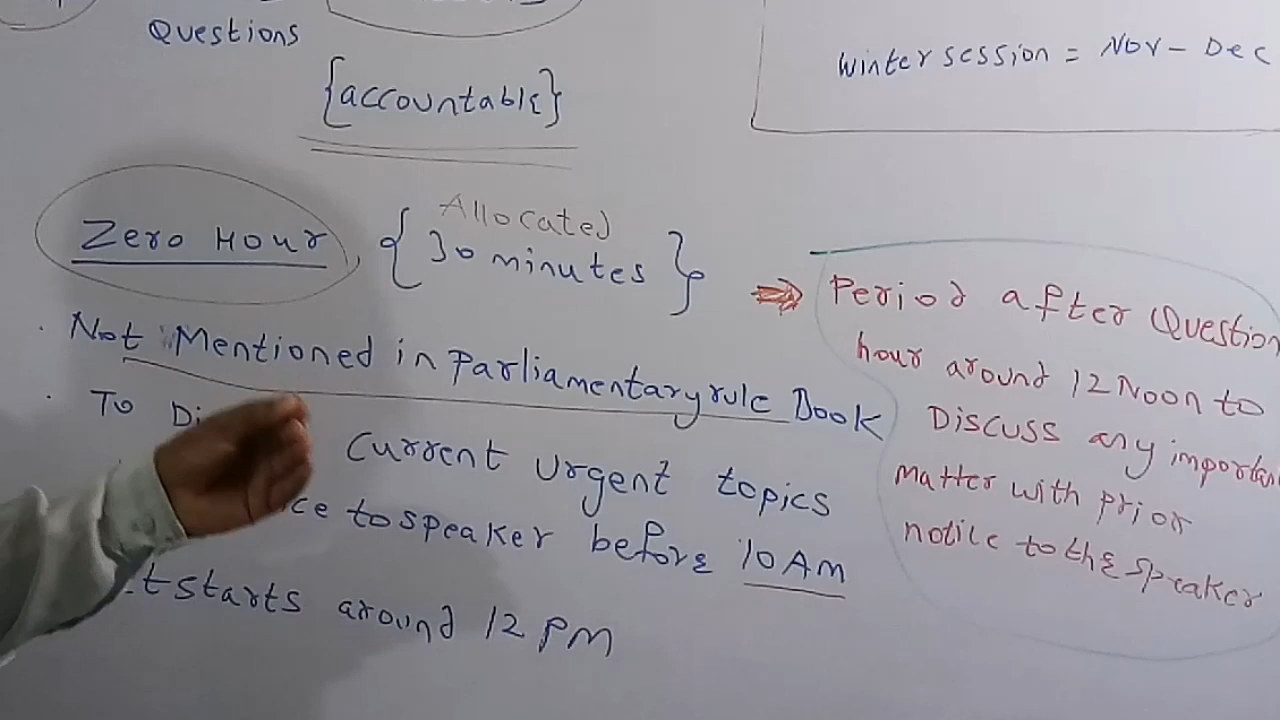 Questions
{accountable}
Winter session = Nov - Dec
Zero Hour, { Allocated
30 minutes }
Not Mentioned in Parliamentary rule Book
To
Current urgent topics
to speaker before 10 AM
starts around 12 PM
⇒ Period after Question
hour around 12 Noon to
Discuss any important
matter with prior
notice to the speaker